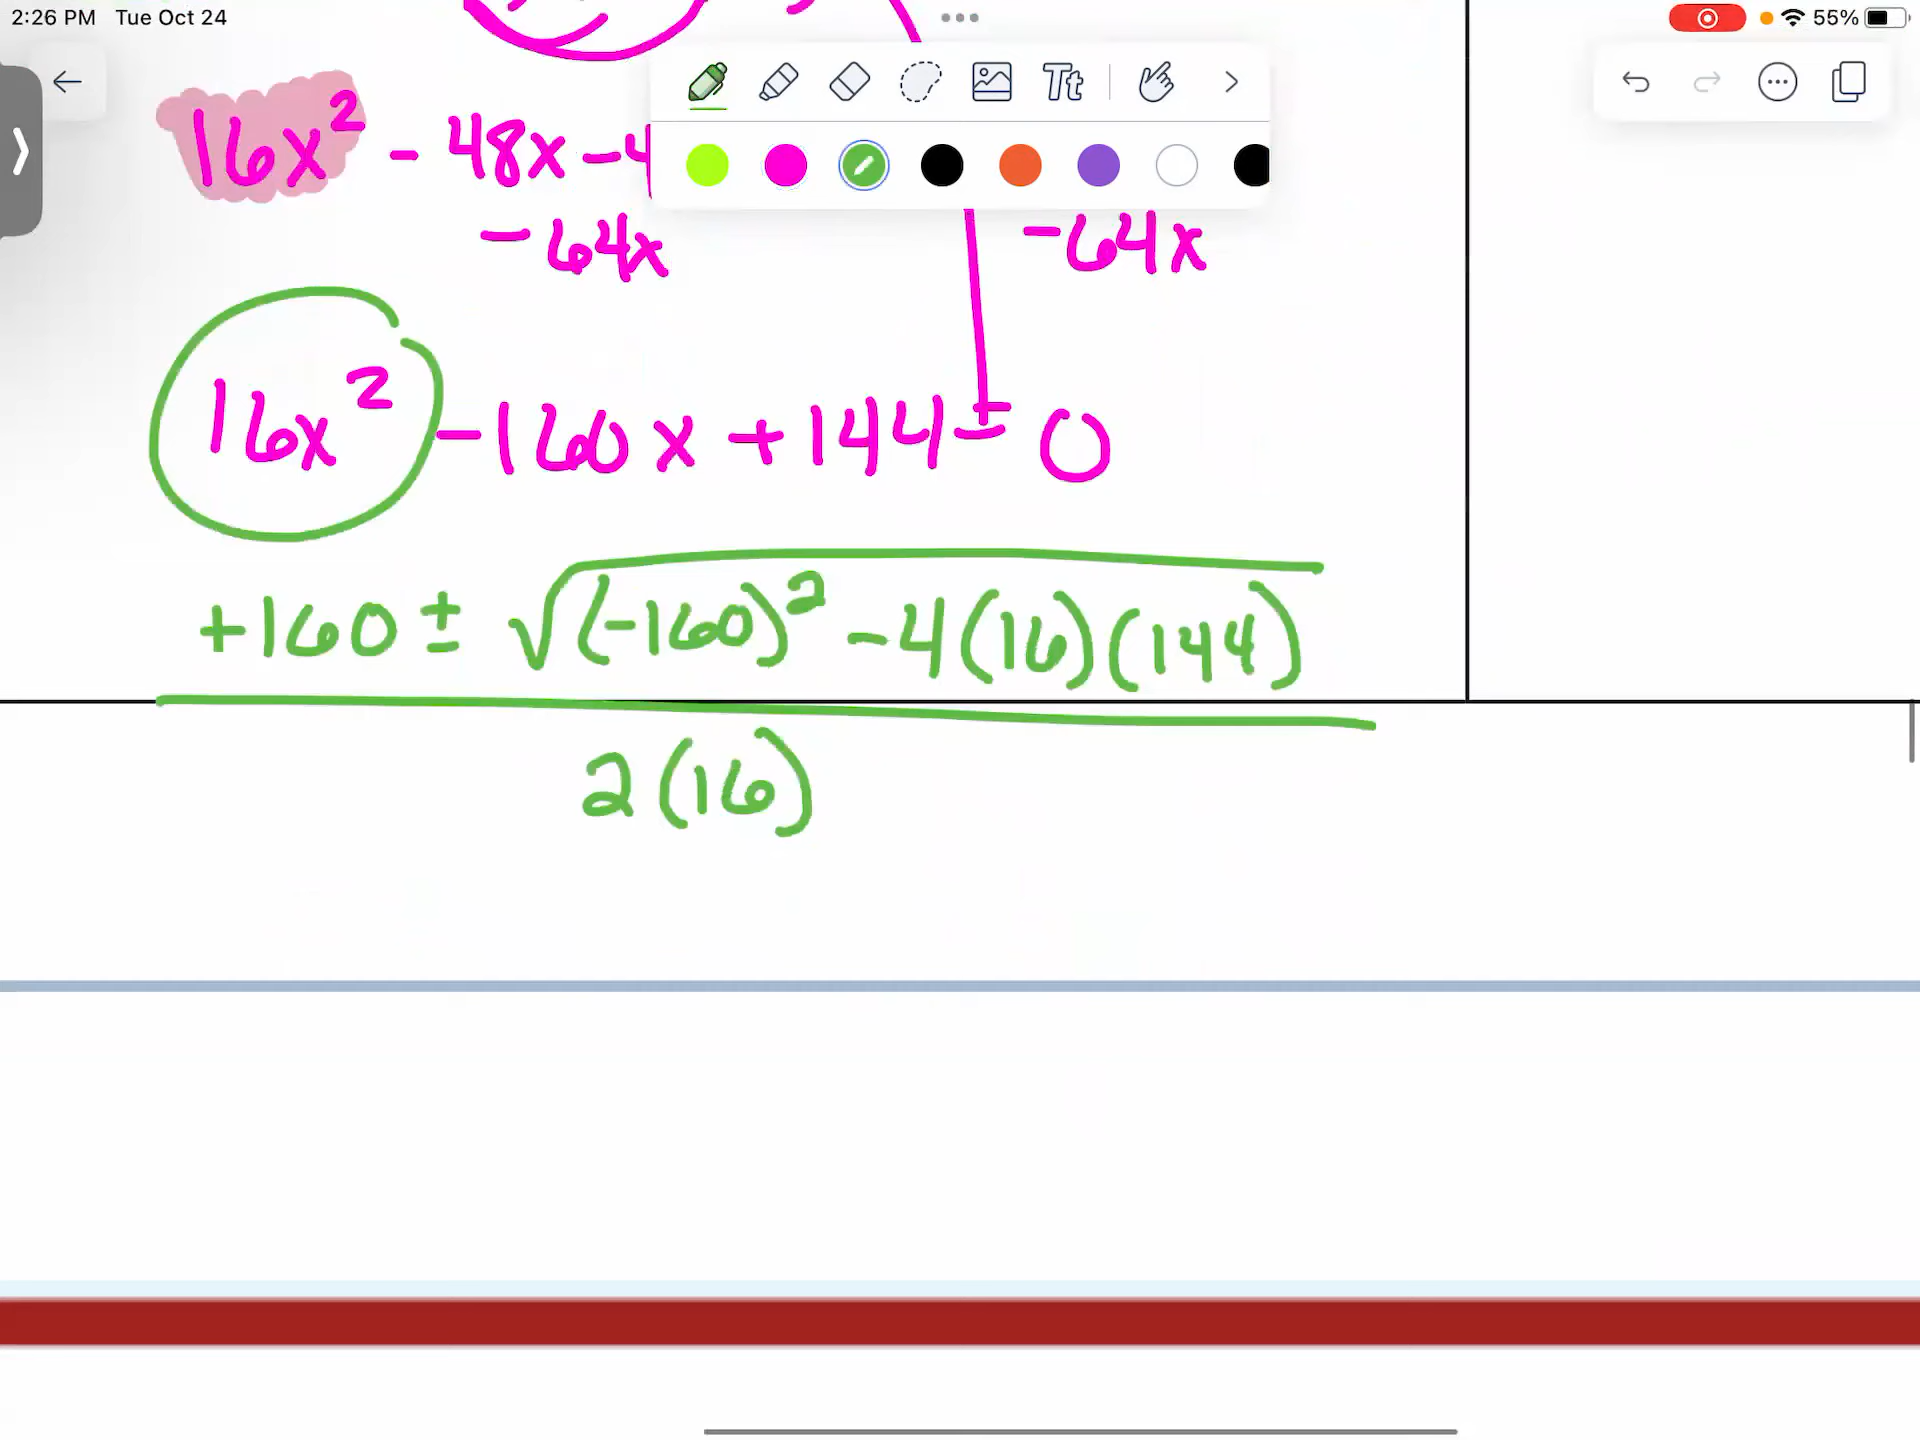 2:26 PM Tue Oct 24
55%
Tt
16x² - 48x - 4
- 64x
- 64x
16x² - 160x + 144 = 0
+160 ± √(-160)² - 4(16)(144)
2(16)